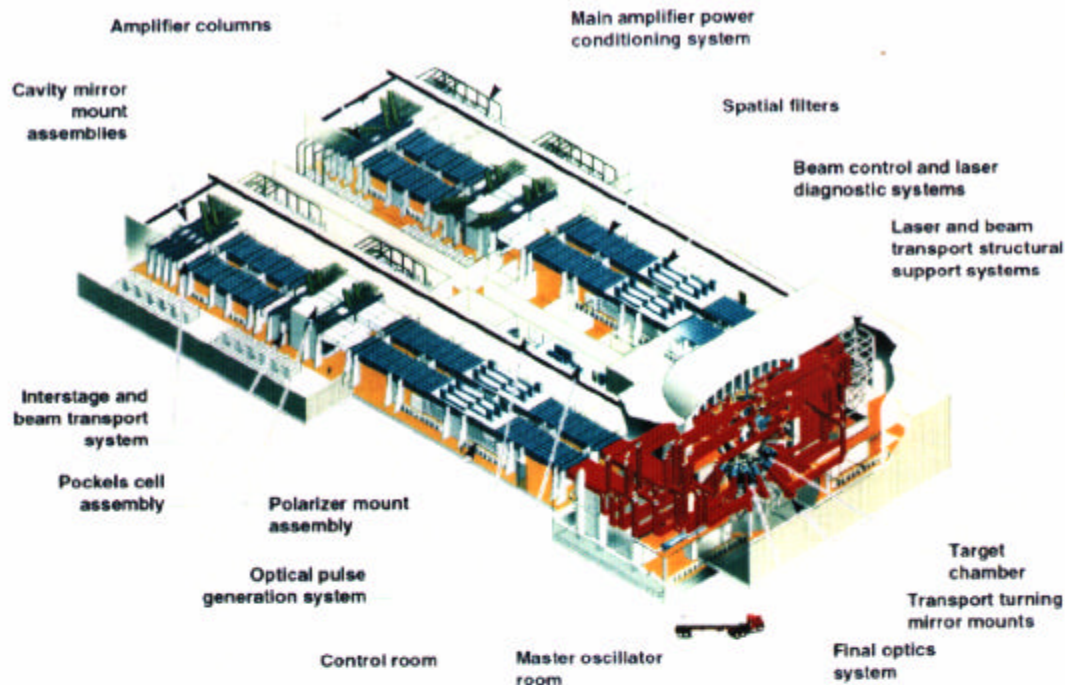 Amplifier columns
Main amplifier power
conditioning system
Cavity mirror
mount
assemblies
Spatial filters
Beam control and laser
diagnostic systems
Laser and beam
transport structural
support systems
Interstage and
beam transport
system
Pockels cell
assembly
Polarizer mount
assembly
Optical pulse
generation system
Target
chamber
Transport turning
mirror mounts
Final optics
system
Control room
Master oscillator
room